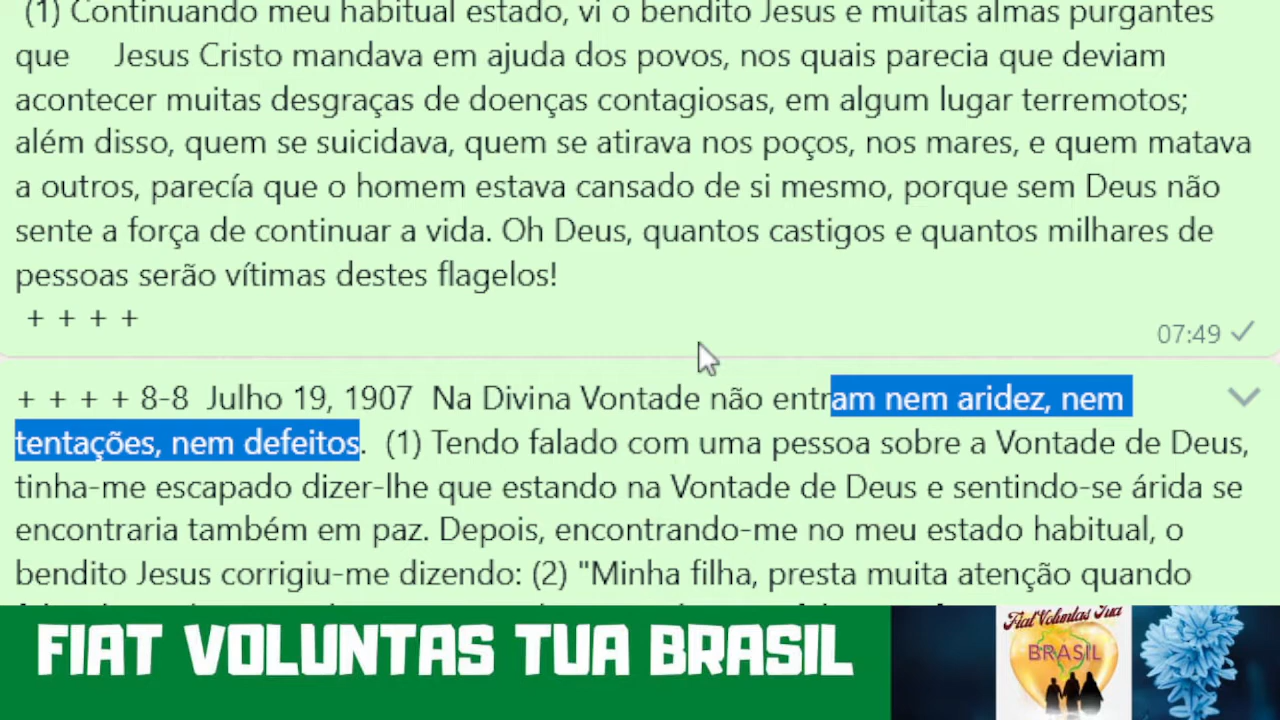 (1) Continuando meu habitual estado, vi o bendito Jesus e muitas almas purgantes
que Jesus Cristo mandava em ajuda dos povos, nos quais parecia que deviam
acontecer muitas desgraças de doenças contagiosas, em algum lugar terremotos;
além disso, quem se suicidava, quem se atirava nos poços, nos mares, e quem matava
a outros, parecía que o homem estava cansado de si mesmo, porque sem Deus não
sente a força de continuar a vida. Oh Deus, quantos castigos e quantos milhares de
pessoas serão vítimas destes flagelos!
+ + + +
07:49
+ + + + 8-8 Julho 19, 1907 Na Divina Vontade não entram nem aridez, nem
tentações, nem defeitos. (1) Tendo falado com uma pessoa sobre a Vontade de Deus,
tinha-me escapado dizer-lhe que estando na Vontade de Deus e sentindo-se árida se
encontraria também em paz. Depois, encontrando-me no meu estado habitual, o
bendito Jesus corrigiu-me dizendo: (2) "Minha filha, presta muita atenção quando
FIAT VOLUNTAS TUA BRASIL
Fiat Voluntas Tua
BRASIL